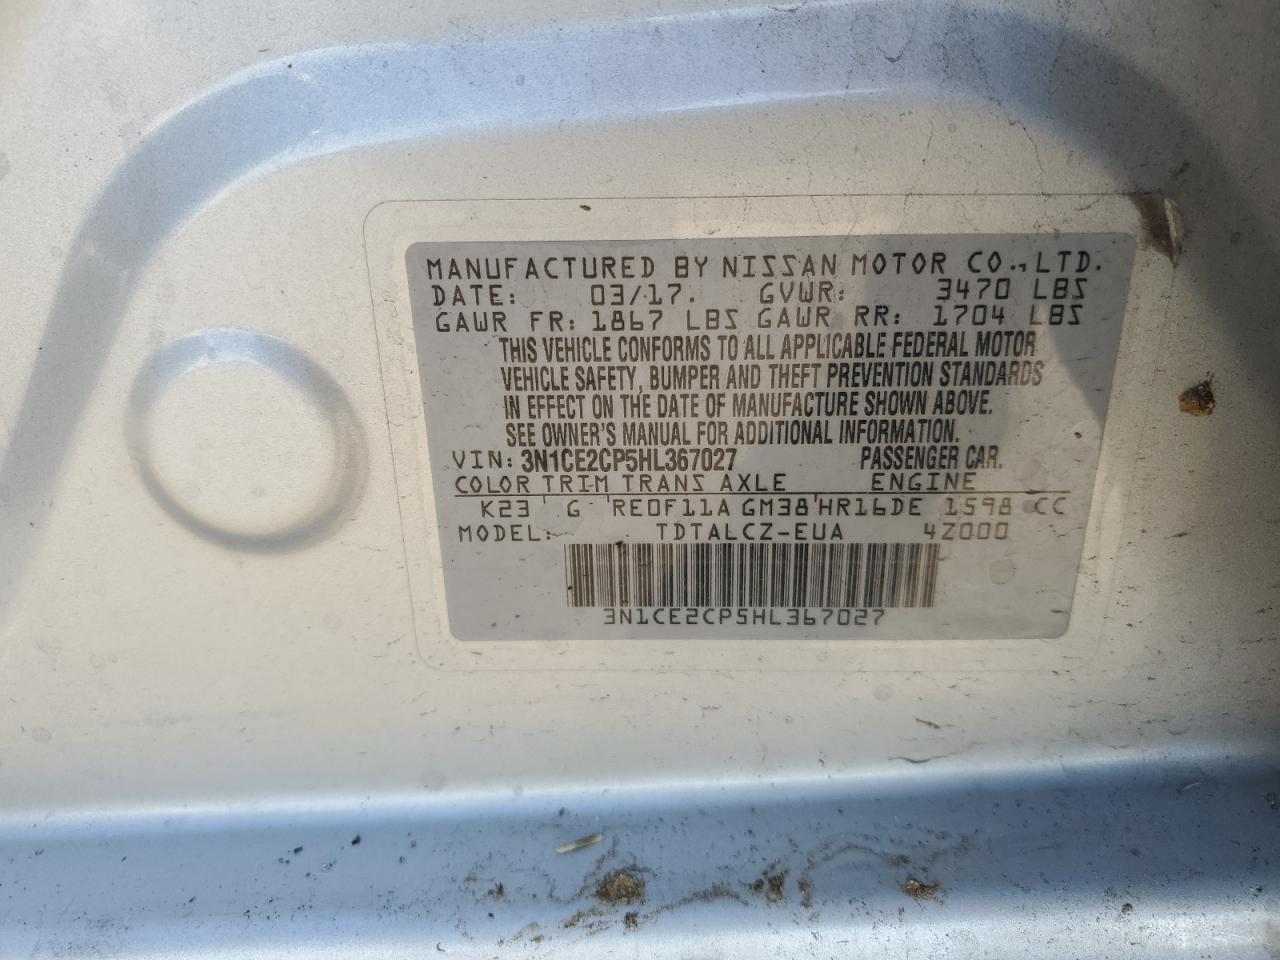 MANUFACTURED BY NISSAN MOTOR CO.,LTD.
DATE: 03/17. GVWR: 3470 LBS
GAWR FR: 1867 LBS GAWR RR: 1704 LBS
THIS VEHICLE CONFORMS TO ALL APPLICABLE FEDERAL MOTOR
VEHICLE SAFETY, BUMPER AND THEFT PREVENTION STANDARDS
IN EFFECT ON THE DATE OF MANUFACTURE SHOWN ABOVE.
SEE OWNER'S MANUAL FOR ADDITIONAL INFORMATION.
VIN: 3N1CE2CP5HL367027 PASSENGER CAR.
COLOR TRIM TRANS AXLE ENGINE
K23 G RE0F11A GM38 HR16DE 1598 CC
MODEL: TDTALCZ-EUA 4Z000
3N1CE2CP5HL367027